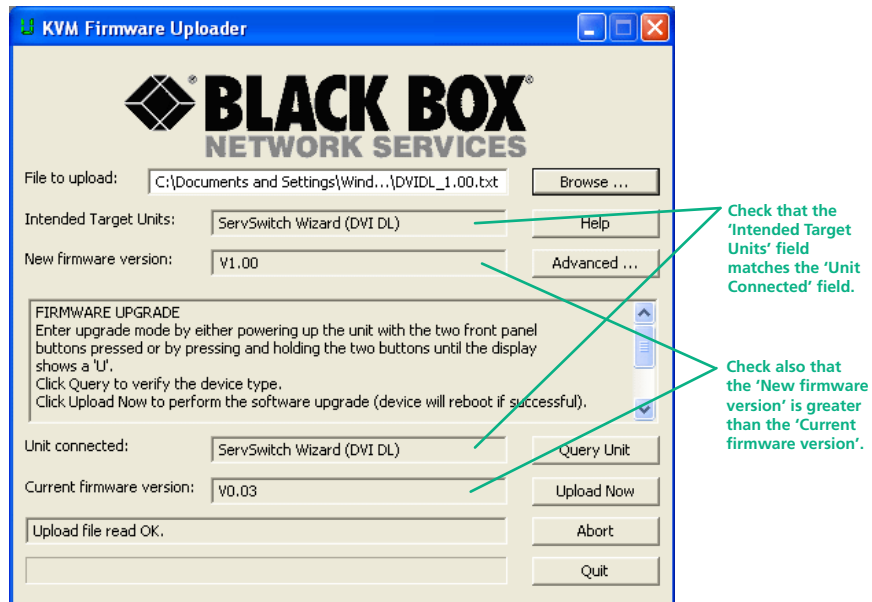 KVM Firmware Uploader
BLACK BOX®
NETWORK SERVICES
File to upload: C:\Documents and Settings\Wind...\DVIDL_1.00.txt Browse ...
Intended Target Units: ServSwitch Wizard (DVI DL) Help
New firmware version: V1.00 Advanced ...
FIRMWARE UPGRADE
Enter upgrade mode by either powering up the unit with the two front panel
buttons pressed or by pressing and holding the two buttons until the display
shows a 'U'.
Click Query to verify the device type.
Click Upload Now to perform the software upgrade (device will reboot if successful).
Unit connected: ServSwitch Wizard (DVI DL) Query Unit
Current firmware version: V0.03 Upload Now
Upload file read OK. Abort
Quit
Check that the
‘Intended Target
Units’ field
matches the ‘Unit
Connected’ field.
Check also that
the ‘New firmware
version’ is greater
than the ‘Current
firmware version’.